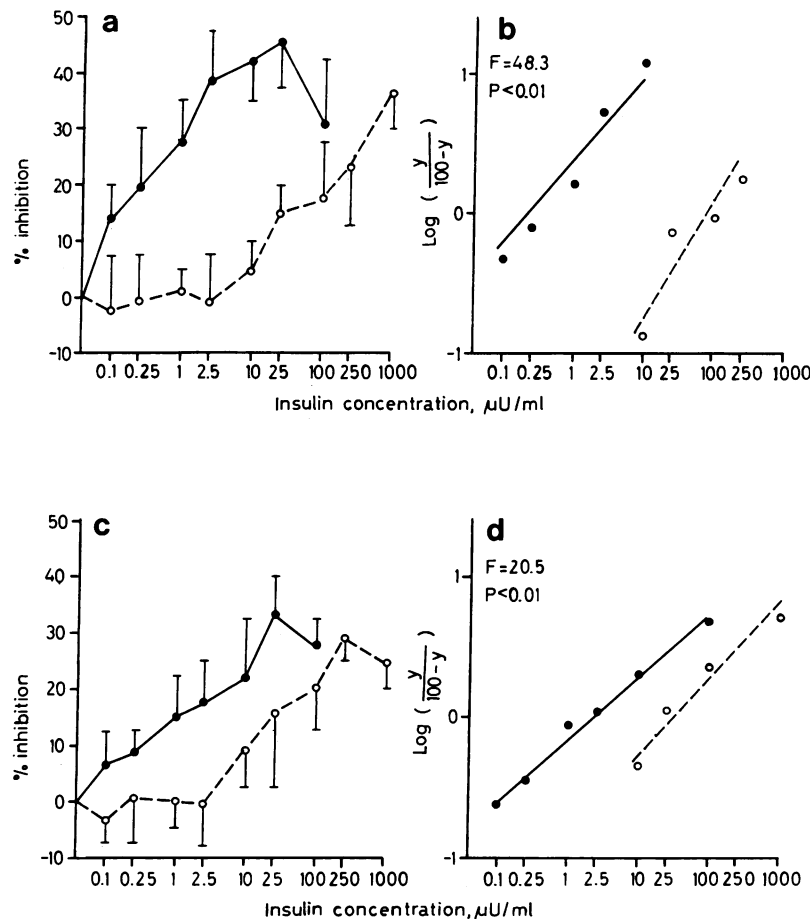 a
50
40
30
20
10
0
-10
% inhibition
0.1 0.25 1 2.5 10 25 100 250 1000
b
F=48.3
P<0.01
1
0
-1
Log ( y / 100-y )
0.1 0.25 1 2.5 10 25 100 250 1000
Insulin concentration, µU/ml
c
50
40
30
20
10
0
-10
% inhibition
0.1 0.25 1 2.5 10 25 100 250 1000
d
F=20.5
P<0.01
1
0
-1
Log ( y / 100-y )
0.1 0.25 1 2.5 10 25 100 250 1000
Insulin concentration, µU/ml